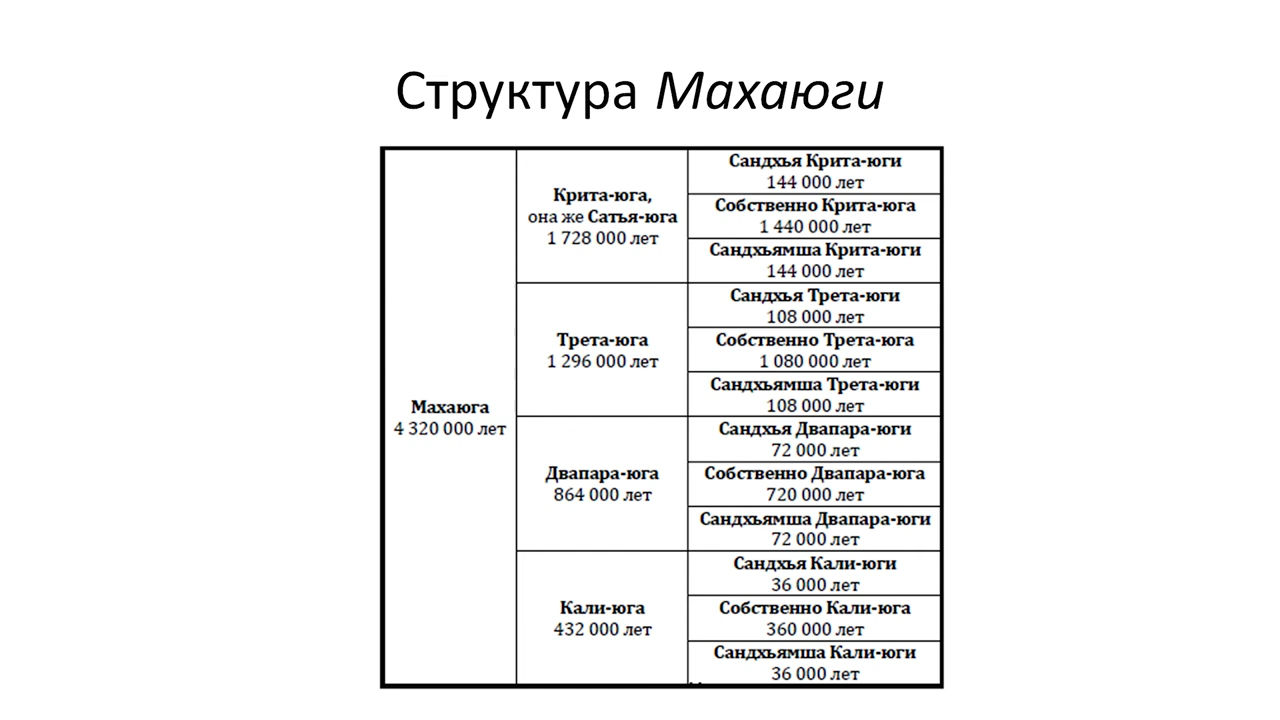 Структура Махаюги
Махаюга
4 320 000 лет
Крита-юга,
она же Сатья-юга
1 728 000 лет
Сандхья Крита-юги
144 000 лет
Собственно Крита-юга
1 440 000 лет
Сандхьямша Крита-юги
144 000 лет
Трета-юга
1 296 000 лет
Сандхья Трета-юги
108 000 лет
Собственно Трета-юга
1 080 000 лет
Сандхьямша Трета-юги
108 000 лет
Двапара-юга
864 000 лет
Сандхья Двапара-юги
72 000 лет
Собственно Двапара-юга
720 000 лет
Сандхьямша Двапара-юги
72 000 лет
Кали-юга
432 000 лет
Сандхья Кали-юги
36 000 лет
Собственно Кали-юга
360 000 лет
Сандхьямша Кали-юги
36 000 лет